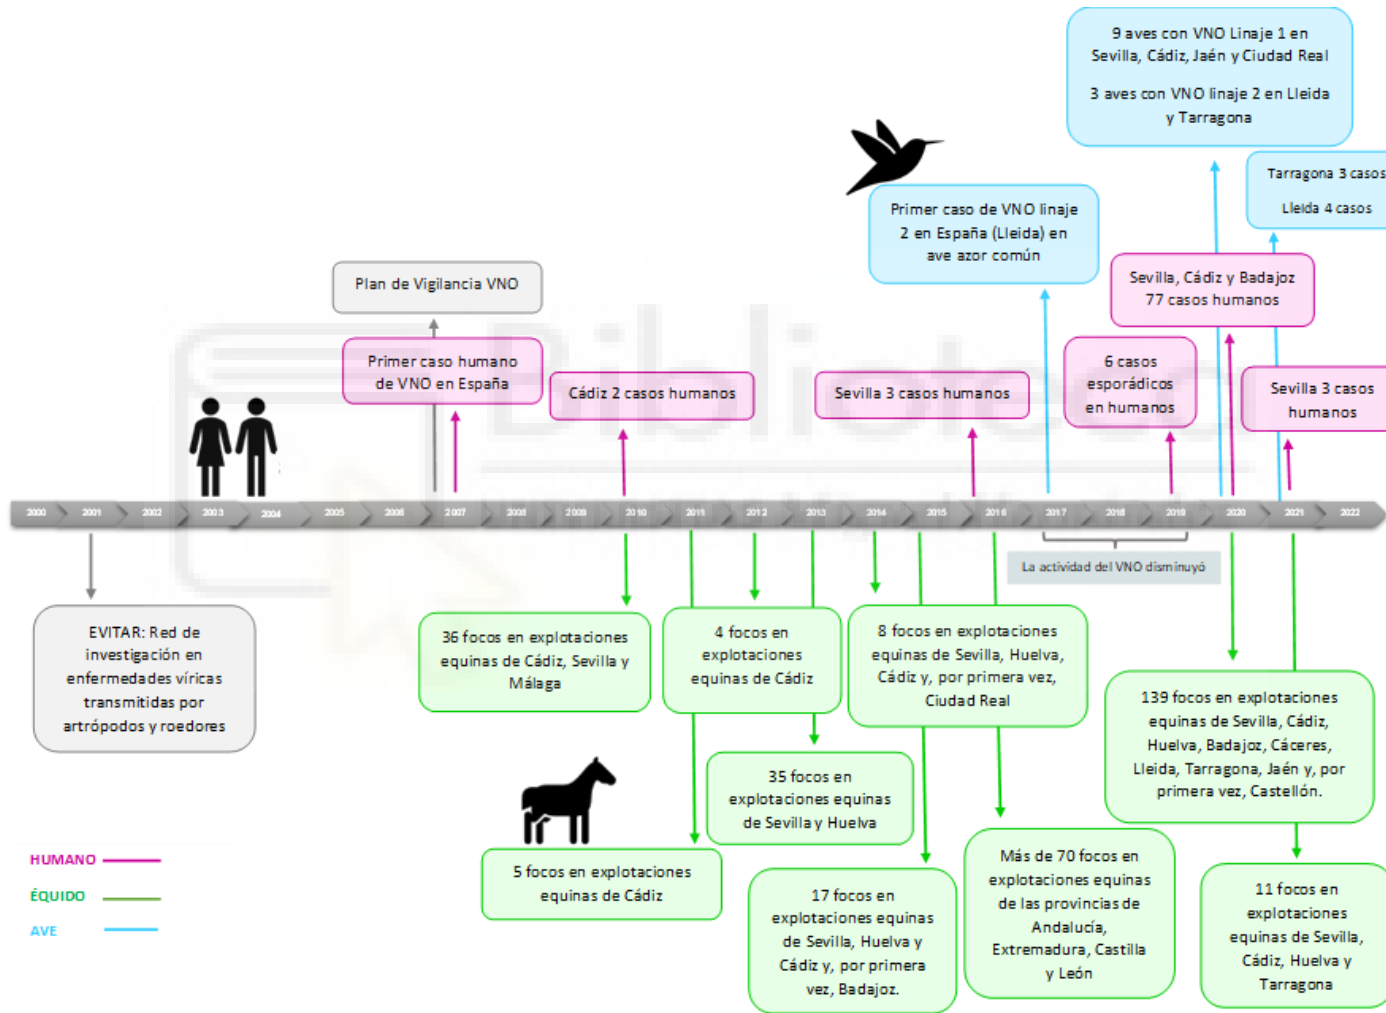 9 aves con VNO Linaje 1 en
Sevilla, Cádiz, Jaén y Ciudad Real
3 aves con VNO linaje 2 en Lleida
y Tarragona
Tarragona 3 casos
Lleida 4 casos
Primer caso de VNO linaje
2 en España (Lleida) en
ave azor común
Sevilla, Cádiz y Badajoz
77 casos humanos
Plan de Vigilancia VNO
Primer caso humano
de VNO en España
Cádiz 2 casos humanos
Sevilla 3 casos humanos
6 casos
esporádicos
en humanos
Sevilla 3 casos
humanos
Biblioteca
2000 2001 2002 2003 2004 2005 2006 2007 2008 2009 2010 2011 2012 2013 2014 2015 2016 2017 2018 2019 2020 2021 2022
La actividad del VNO disminuyó
EVITAR: Red de
investigación en
enfermedades víricas
transmitidas por
artrópodos y roedores
36 focos en explotaciones
equinas de Cádiz, Sevilla y
Málaga
4 focos en
explotaciones
equinas de Cádiz
8 focos en explotaciones
equinas de Sevilla, Huelva,
Cádiz y, por primera vez,
Ciudad Real
139 focos en explotaciones
equinas de Sevilla, Cádiz,
Huelva, Badajoz, Cáceres,
Lleida, Tarragona, Jaén y, por
primera vez, Castellón.
35 focos en
explotaciones equinas
de Sevilla y Huelva
5 focos en explotaciones
equinas de Cádiz
17 focos en
explotaciones equinas
de Sevilla, Huelva y
Cádiz y, por primera
vez, Badajoz.
Más de 70 focos en
explotaciones equinas
de las provincias de
Andalucía,
Extremadura, Castilla
y León
11 focos en
explotaciones
equinas de Sevilla,
Cádiz, Huelva y
Tarragona
HUMANO
ÉQUIDO
AVE